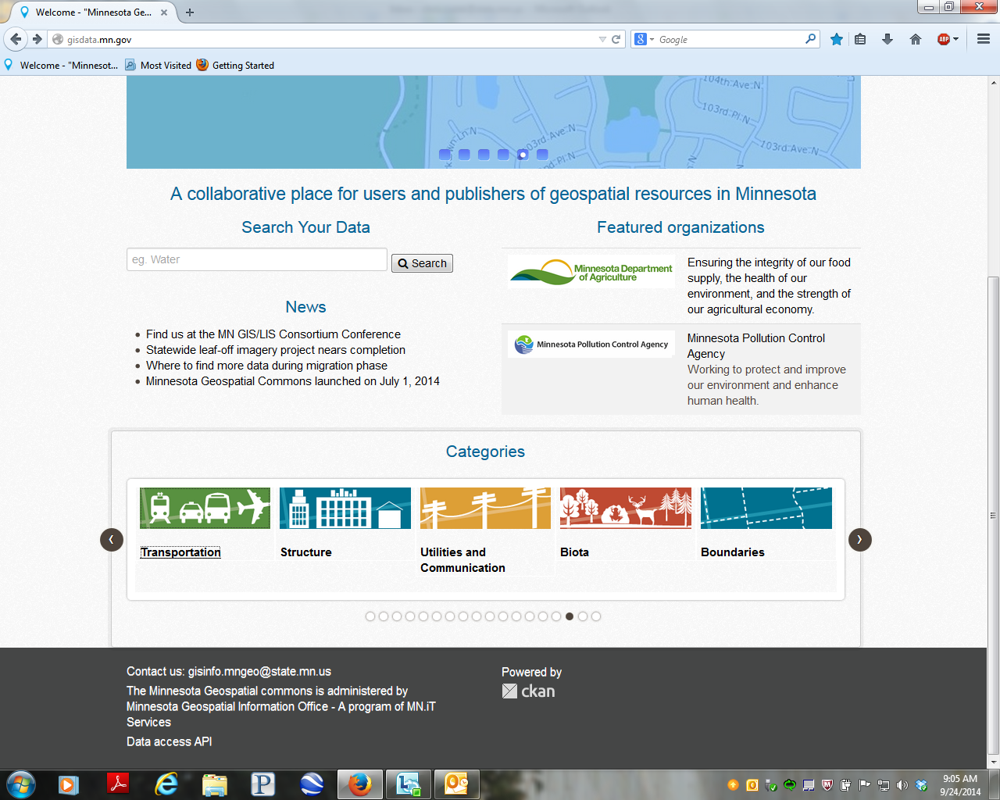 Welcome - "Minnesota Ge...
gisdata.mn.gov
Google
ABP
Welcome - "Minnesot...
Most Visited
Getting Started
104th Ave N
103rd Pl N
103rd Ave N
103rd Ave N
A collaborative place for users and publishers of geospatial resources in Minnesota
Search Your Data
eg. Water
Search
News
Find us at the MN GIS/LIS Consortium Conference
Statewide leaf-off imagery project nears completion
Where to find more data during migration phase
Minnesota Geospatial Commons launched on July 1, 2014
Featured organizations
Minnesota Department
of Agriculture
Ensuring the integrity of our food
supply, the health of our
environment, and the strength of
our agricultural economy.
Minnesota Pollution Control Agency
Minnesota Pollution Control
Agency
Working to protect and improve
our environment and enhance
human health.
Categories
Transportation
Structure
Utilities and
Communication
Biota
Boundaries
Contact us: gisinfo.mngeo@state.mn.us
The Minnesota Geospatial commons is administered by
Minnesota Geospatial Information Office - A program of MN.iT
Services
Data access API
Powered by
ckan
9:05 AM
9/24/2014